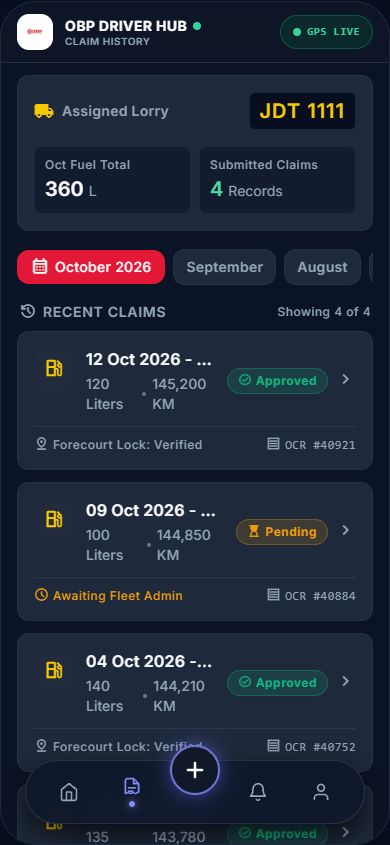 OBP
OBP DRIVER HUB
CLAIM HISTORY
GPS LIVE
Assigned Lorry
JDT 1111
Oct Fuel Total
360 L
Submitted Claims
4 Records
October 2026
September
August
RECENT CLAIMS
Showing 4 of 4
12 Oct 2026 - ...
120 Liters • 145,200 KM
Approved
Forecourt Lock: Verified
OCR #40921
09 Oct 2026 - ...
100 Liters • 144,850 KM
Pending
Awaiting Fleet Admin
OCR #40884
04 Oct 2026 -...
140 Liters • 144,210 KM
Approved
Forecourt Lock: Verified
OCR #40752
135
143,780
Approved